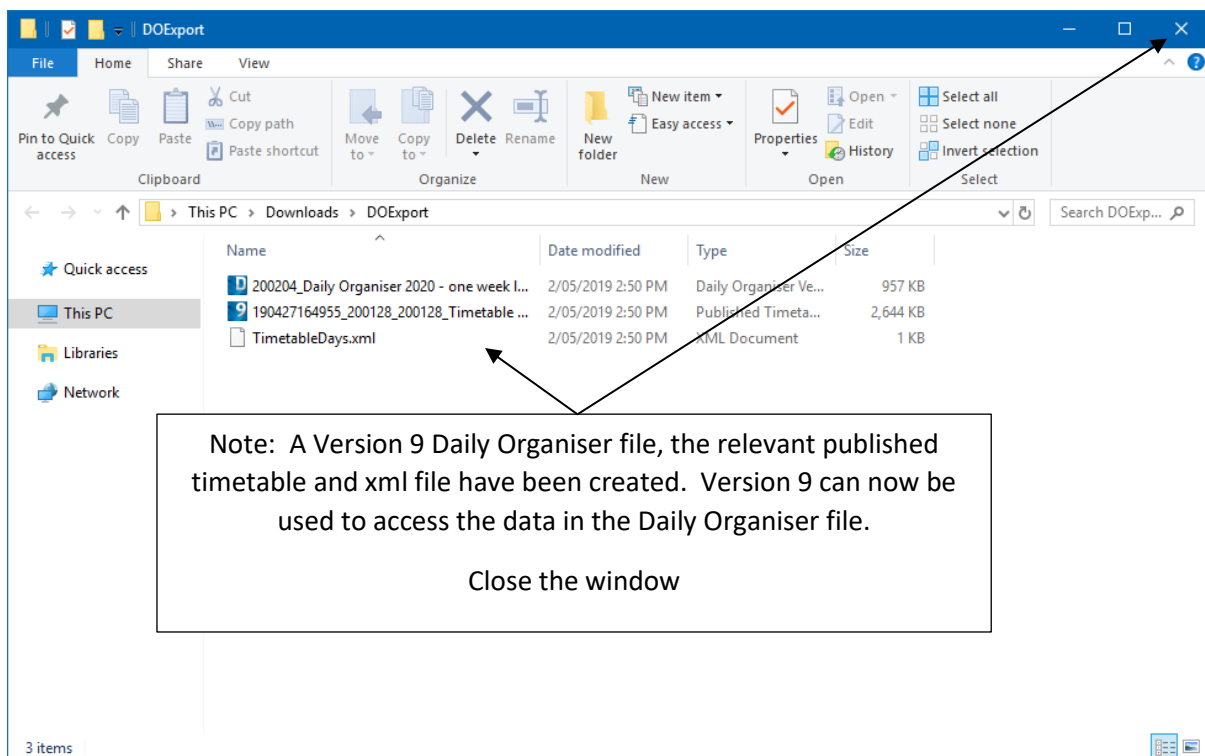 DOExport
File Home Share View
Pin to Quick access
Copy
Paste
Cut
Copy path
Paste shortcut
Move to
Copy to
Delete
Rename
New folder
New item
Easy access
Properties
Open
Edit
History
Select all
Select none
Invert selection
Clipboard Organize New Open Select
This PC > Downloads > DOExport
Search DOExp...
Name Date modified Type Size
Quick access
This PC
Libraries
Network
200204_Daily Organiser 2020 - one week l... 2/05/2019 2:50 PM Daily Organiser Ve... 957 KB
190427164955_200128_200128_Timetable ... 2/05/2019 2:50 PM Published Timeta... 2,644 KB
TimetableDays.xml 2/05/2019 2:50 PM XML Document 1 KB
Note: A Version 9 Daily Organiser file, the relevant published
timetable and xml file have been created. Version 9 can now be
used to access the data in the Daily Organiser file.
Close the window
3 items